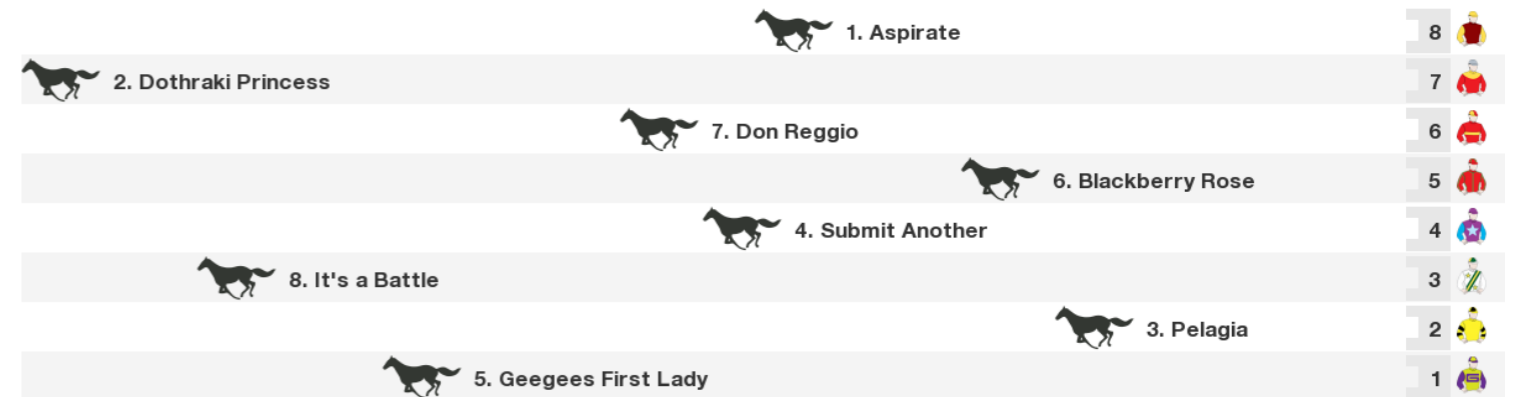 1. Aspirate 8
2. Dothraki Princess 7
7. Don Reggio 6
6. Blackberry Rose 5
4. Submit Another 4
8. It's a Battle 3
3. Pelagia 2
5. Geegees First Lady 1
G